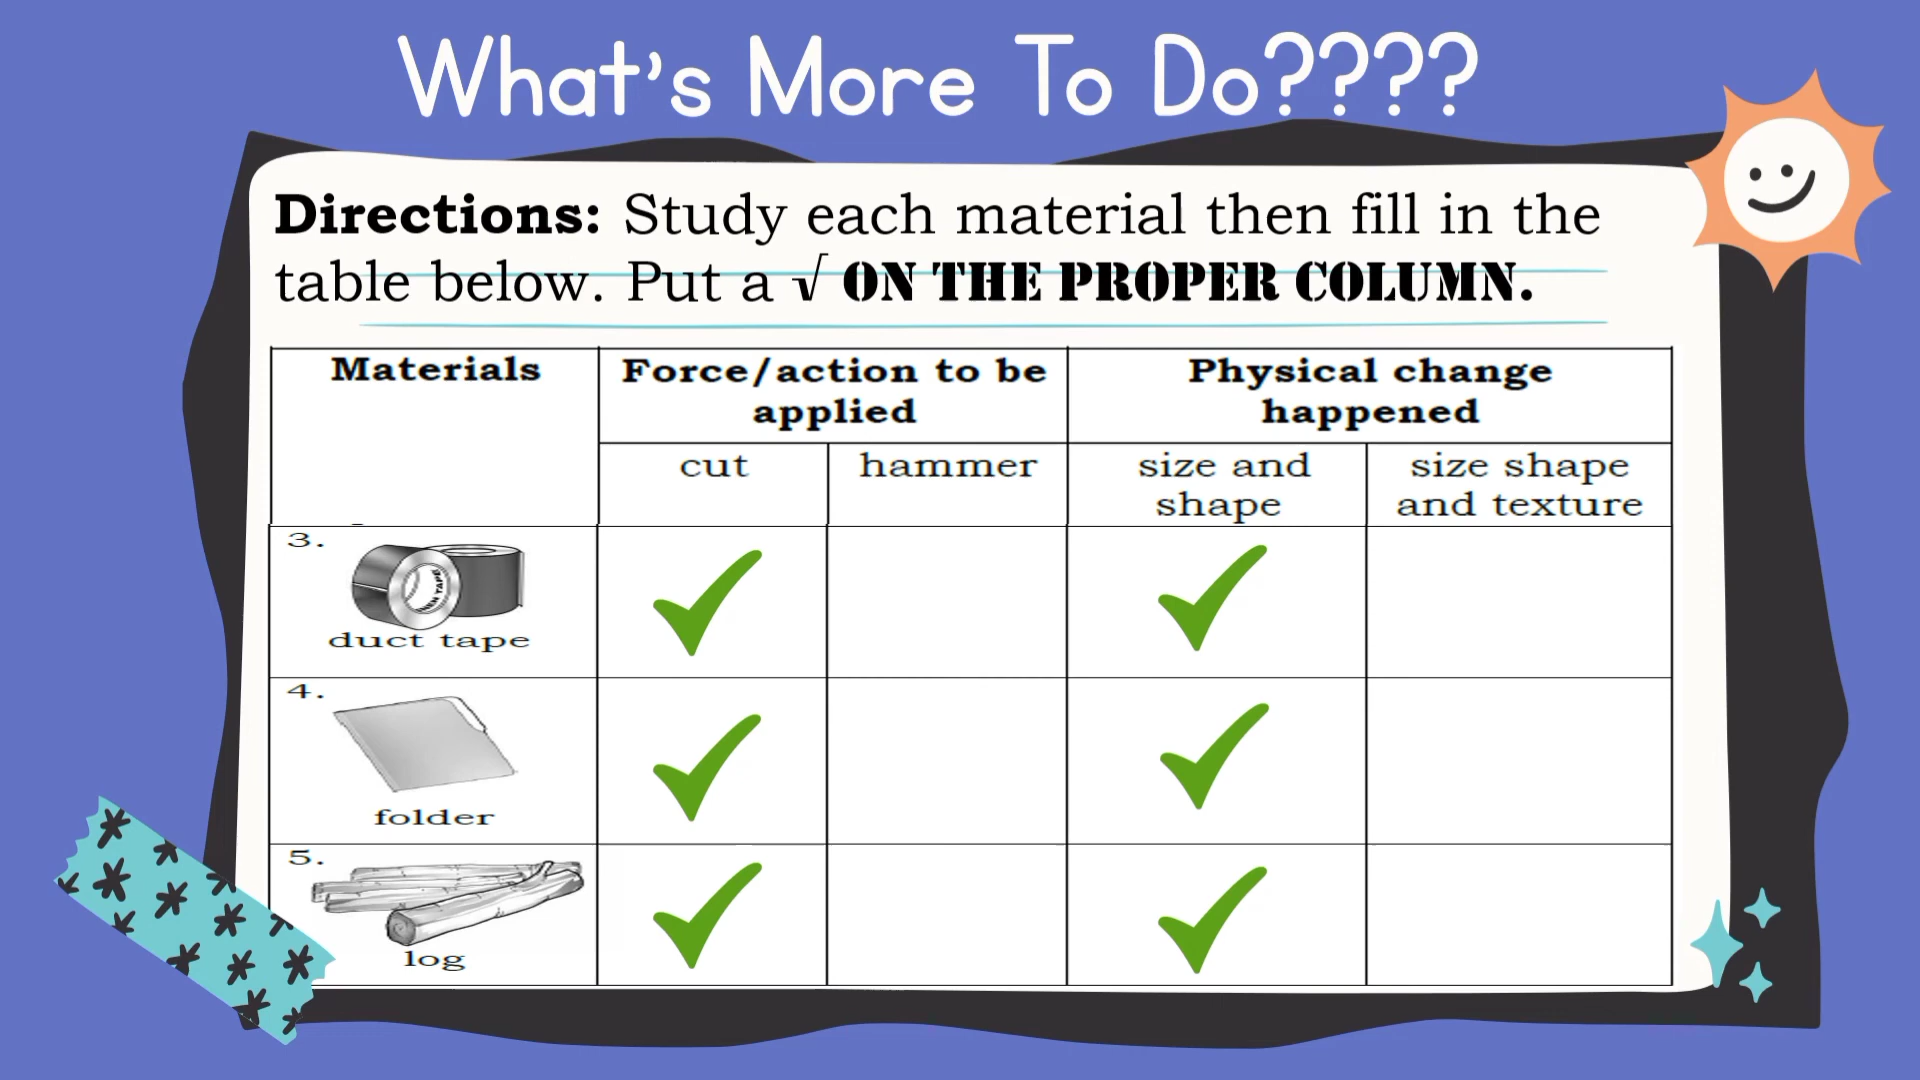 What's More To Do????
Directions: Study each material then fill in the
table below. Put a √ ON THE PROPER COLUMN.
Materials
Force/action to be
applied
Physical change
happened
cut
hammer
size and
shape
size shape
and texture
3.
duct tape
4.
folder
5.
log